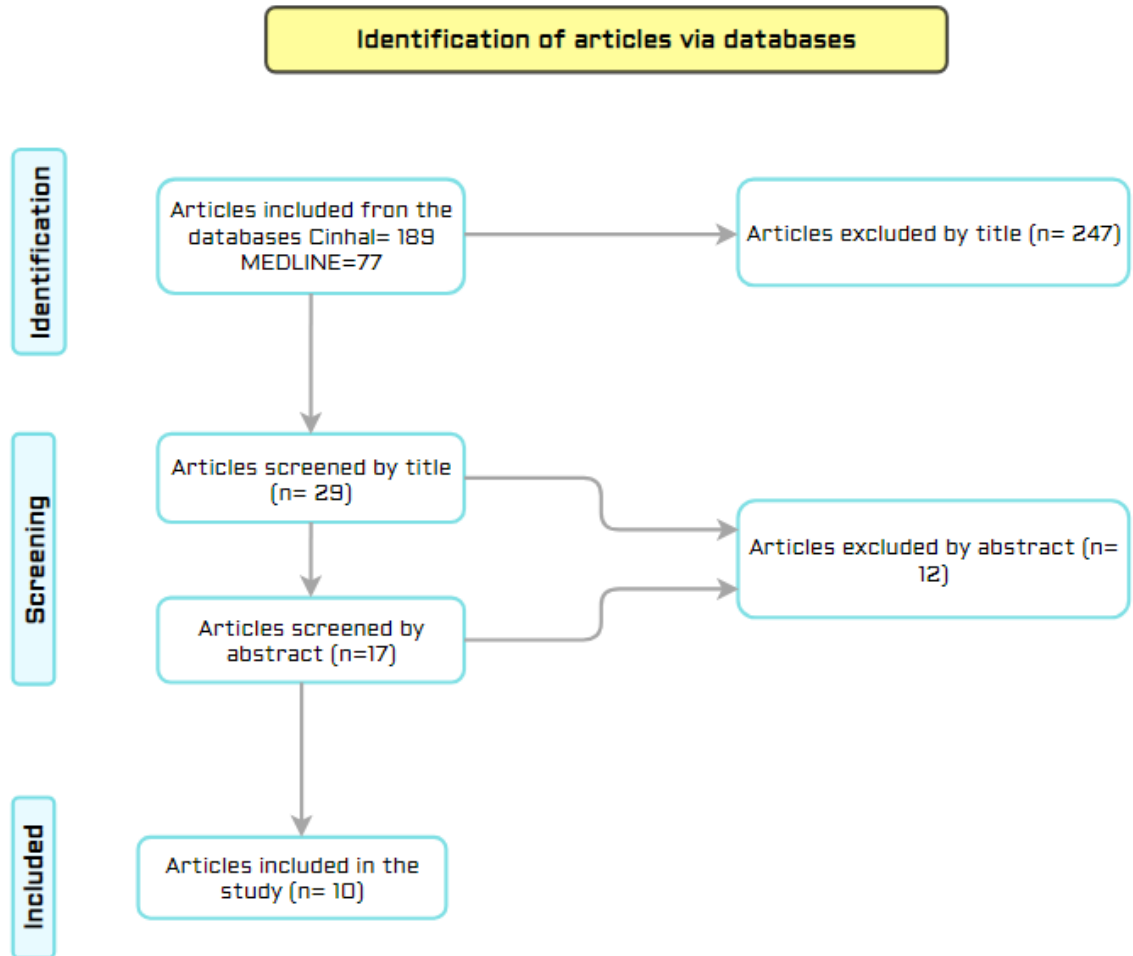 Identification of articles via databases
Identification
Articles included fron the
databases Cinhal= 189
MEDLINE=77
Articles excluded by title (n= 247)
Screening
Articles screened by title
(n= 29)
Articles excluded by abstract (n=
12)
Articles screened by
abstract (n=17)
Included
Articles included in the
study (n= 10)